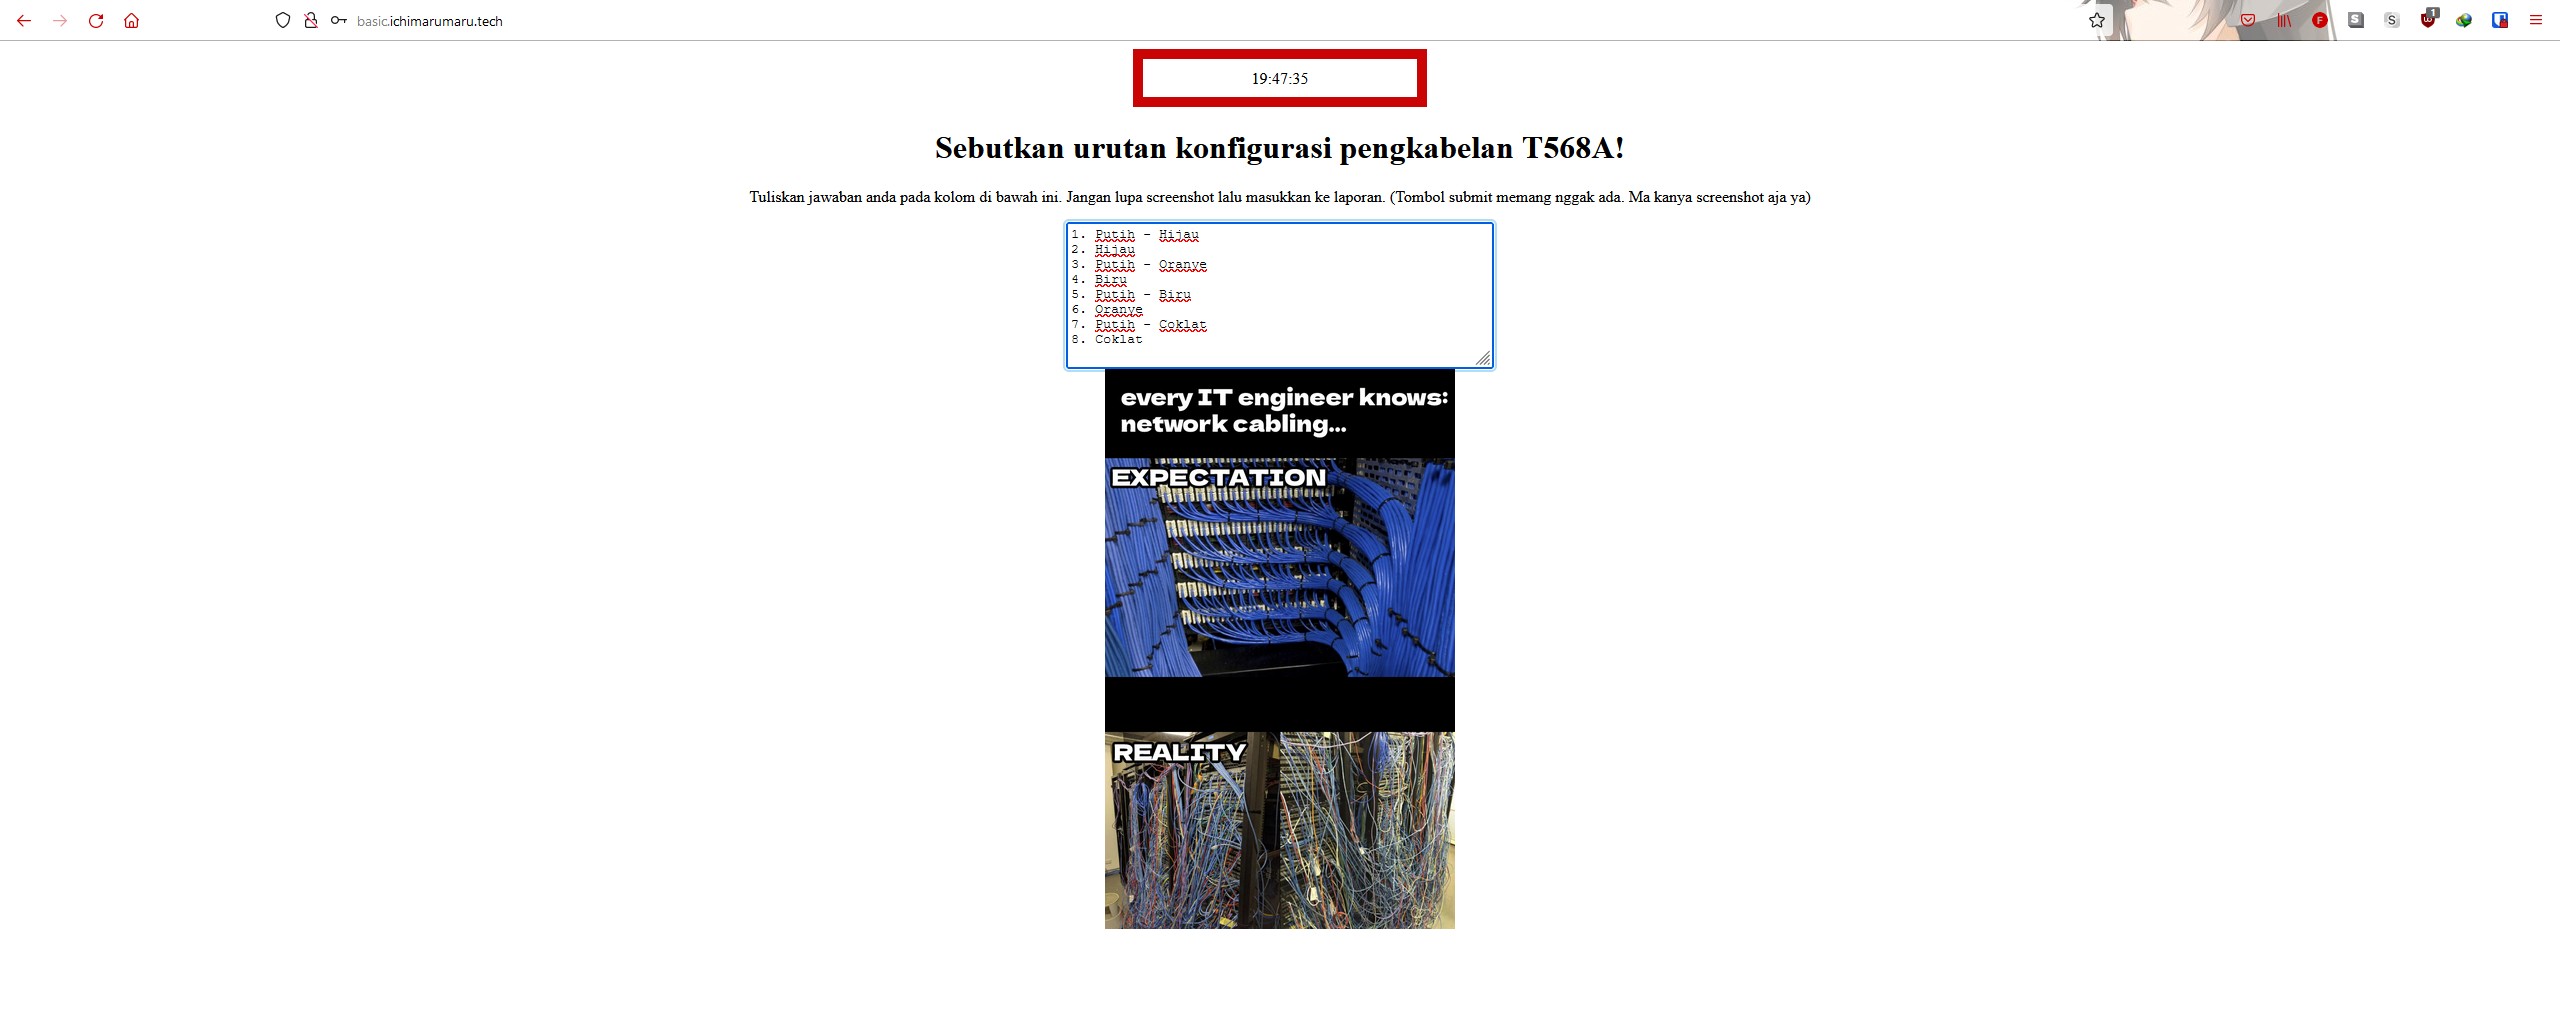 basic.ichimarumaru.tech
1
19:47:35
Sebutkan urutan konfigurasi pengkabelan T568A!
Tuliskan jawaban anda pada kolom di bawah ini. Jangan lupa screenshot lalu masukkan ke laporan. (Tombol submit memang nggak ada. Ma kanya screenshot aja ya)
1. Putih - Hijau
2. Hijau
3. Putih - Oranye
4. Biru
5. Putih - Biru
6. Oranye
7. Putih - Coklat
8. Coklat
every IT engineer knows:
network cabling...
EXPECTATION
REALITY